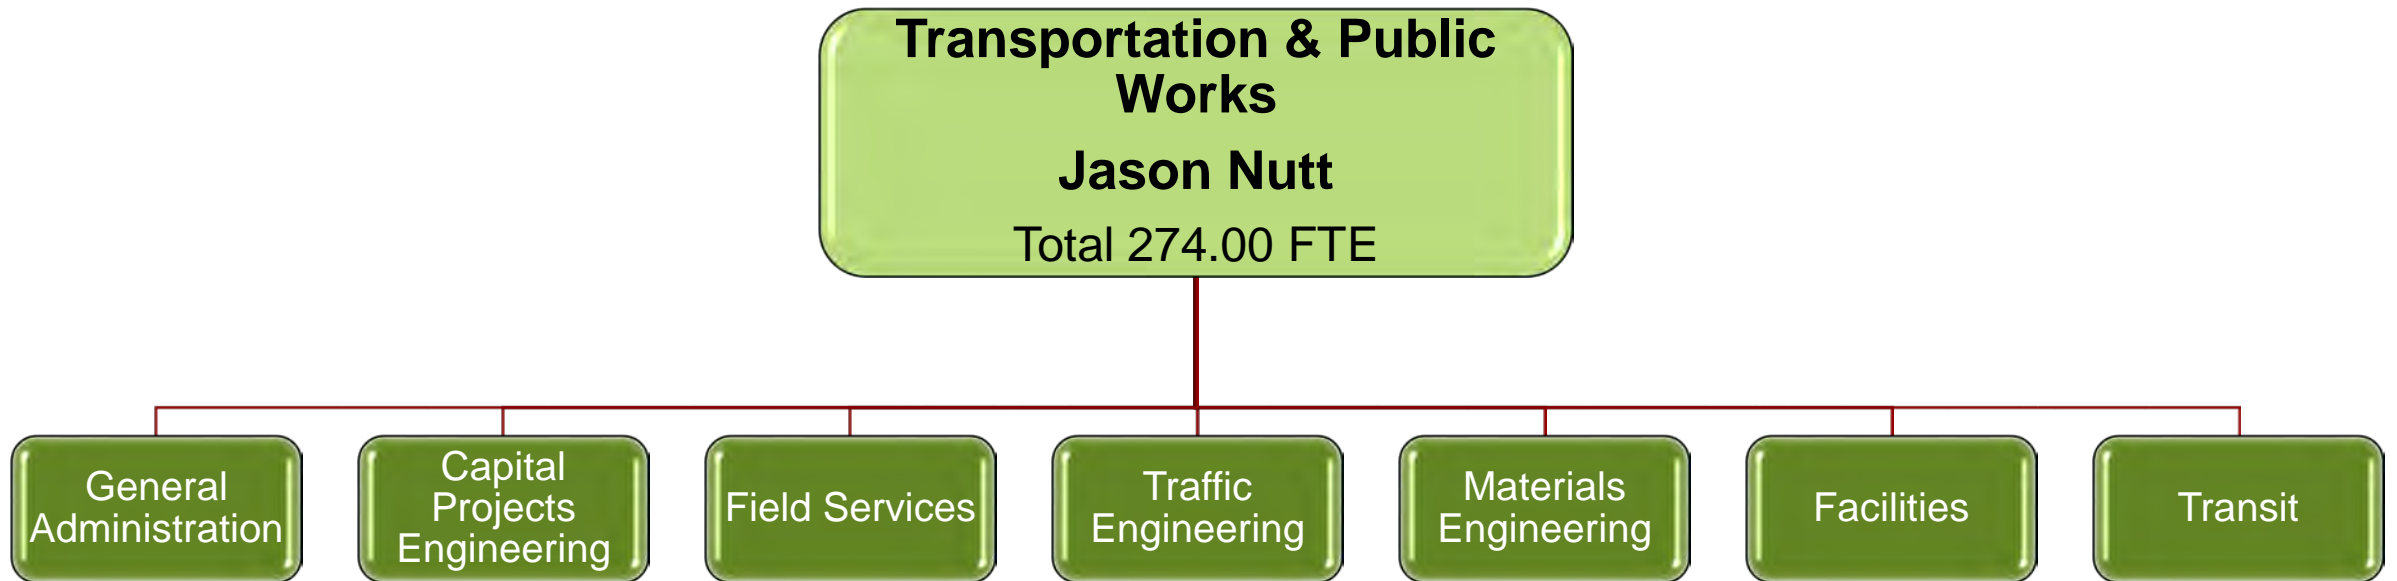 Transportation & Public
Works
Jason Nutt
Total 274.00 FTE
General
Administration
Capital
Projects
Engineering
Field Services
Traffic
Engineering
Materials
Engineering
Facilities
Transit